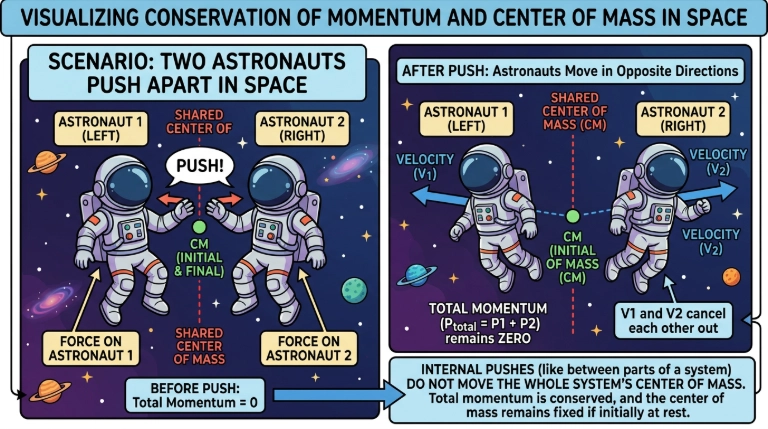 VISUALIZING CONSERVATION OF MOMENTUM AND CENTER OF MASS IN SPACE
SCENARIO: TWO ASTRONAUTS
PUSH APART IN SPACE
ASTRONAUT 1
(LEFT)
SHARED
CENTER OF
ASTRONAUT 2
(RIGHT)
PUSH!
CM
(INITIAL
& FINAL)
FORCE ON
ASTRONAUT 1
SHARED
CENTER
OF MASS
FORCE ON
ASTRONAUT 2
BEFORE PUSH:
Total Momentum = 0
AFTER PUSH: Astronauts Move in Opposite Directions
ASTRONAUT 1
(LEFT)
SHARED
CENTER OF
MASS (CM)
ASTRONAUT 2
(RIGHT)
VELOCITY
(V₁)
VELOCITY
(V₂)
CM
(INITIAL
OF MASS
(CM)
VELOCITY
(V₂)
TOTAL MOMENTUM
(Ptotal = P1 + P2)
remains ZERO
V1 and V2 cancel
each other out
INTERNAL PUSHES (like between parts of a system)
DO NOT MOVE THE WHOLE SYSTEM'S CENTER OF MASS.
Total momentum is conserved, and the center
of mass remains fixed if initially at rest.